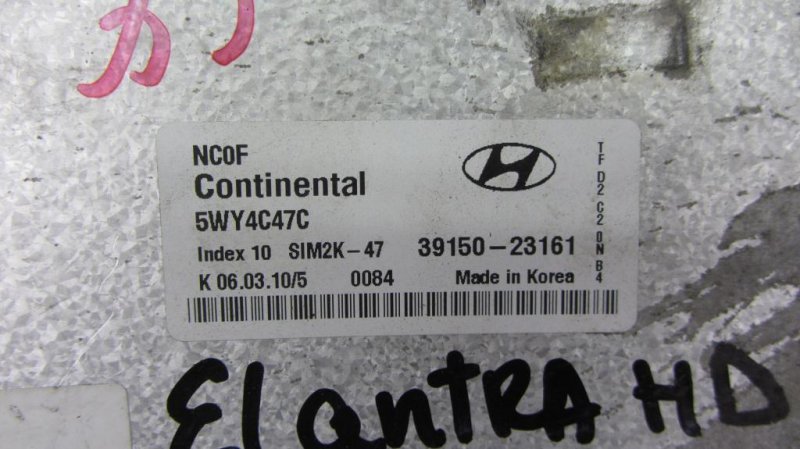 NC0F
Continental
5WY4C47C
Index 10 SIM2K-47 39150-23161
K 06.03.10/5 0084 Made in Korea
TF D2 C2 0N B4
Elantra HD